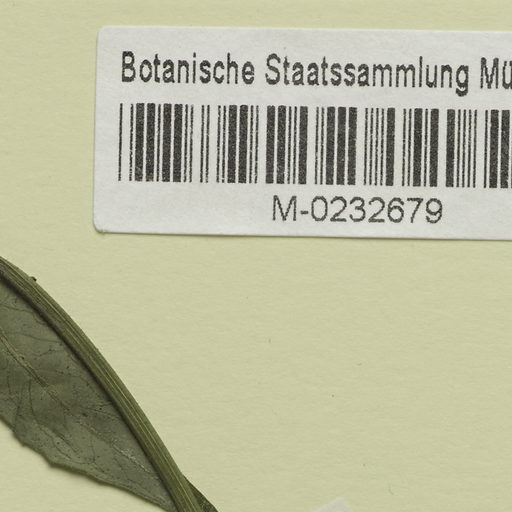 Botanische Staatssammlung Mü
M-0232679